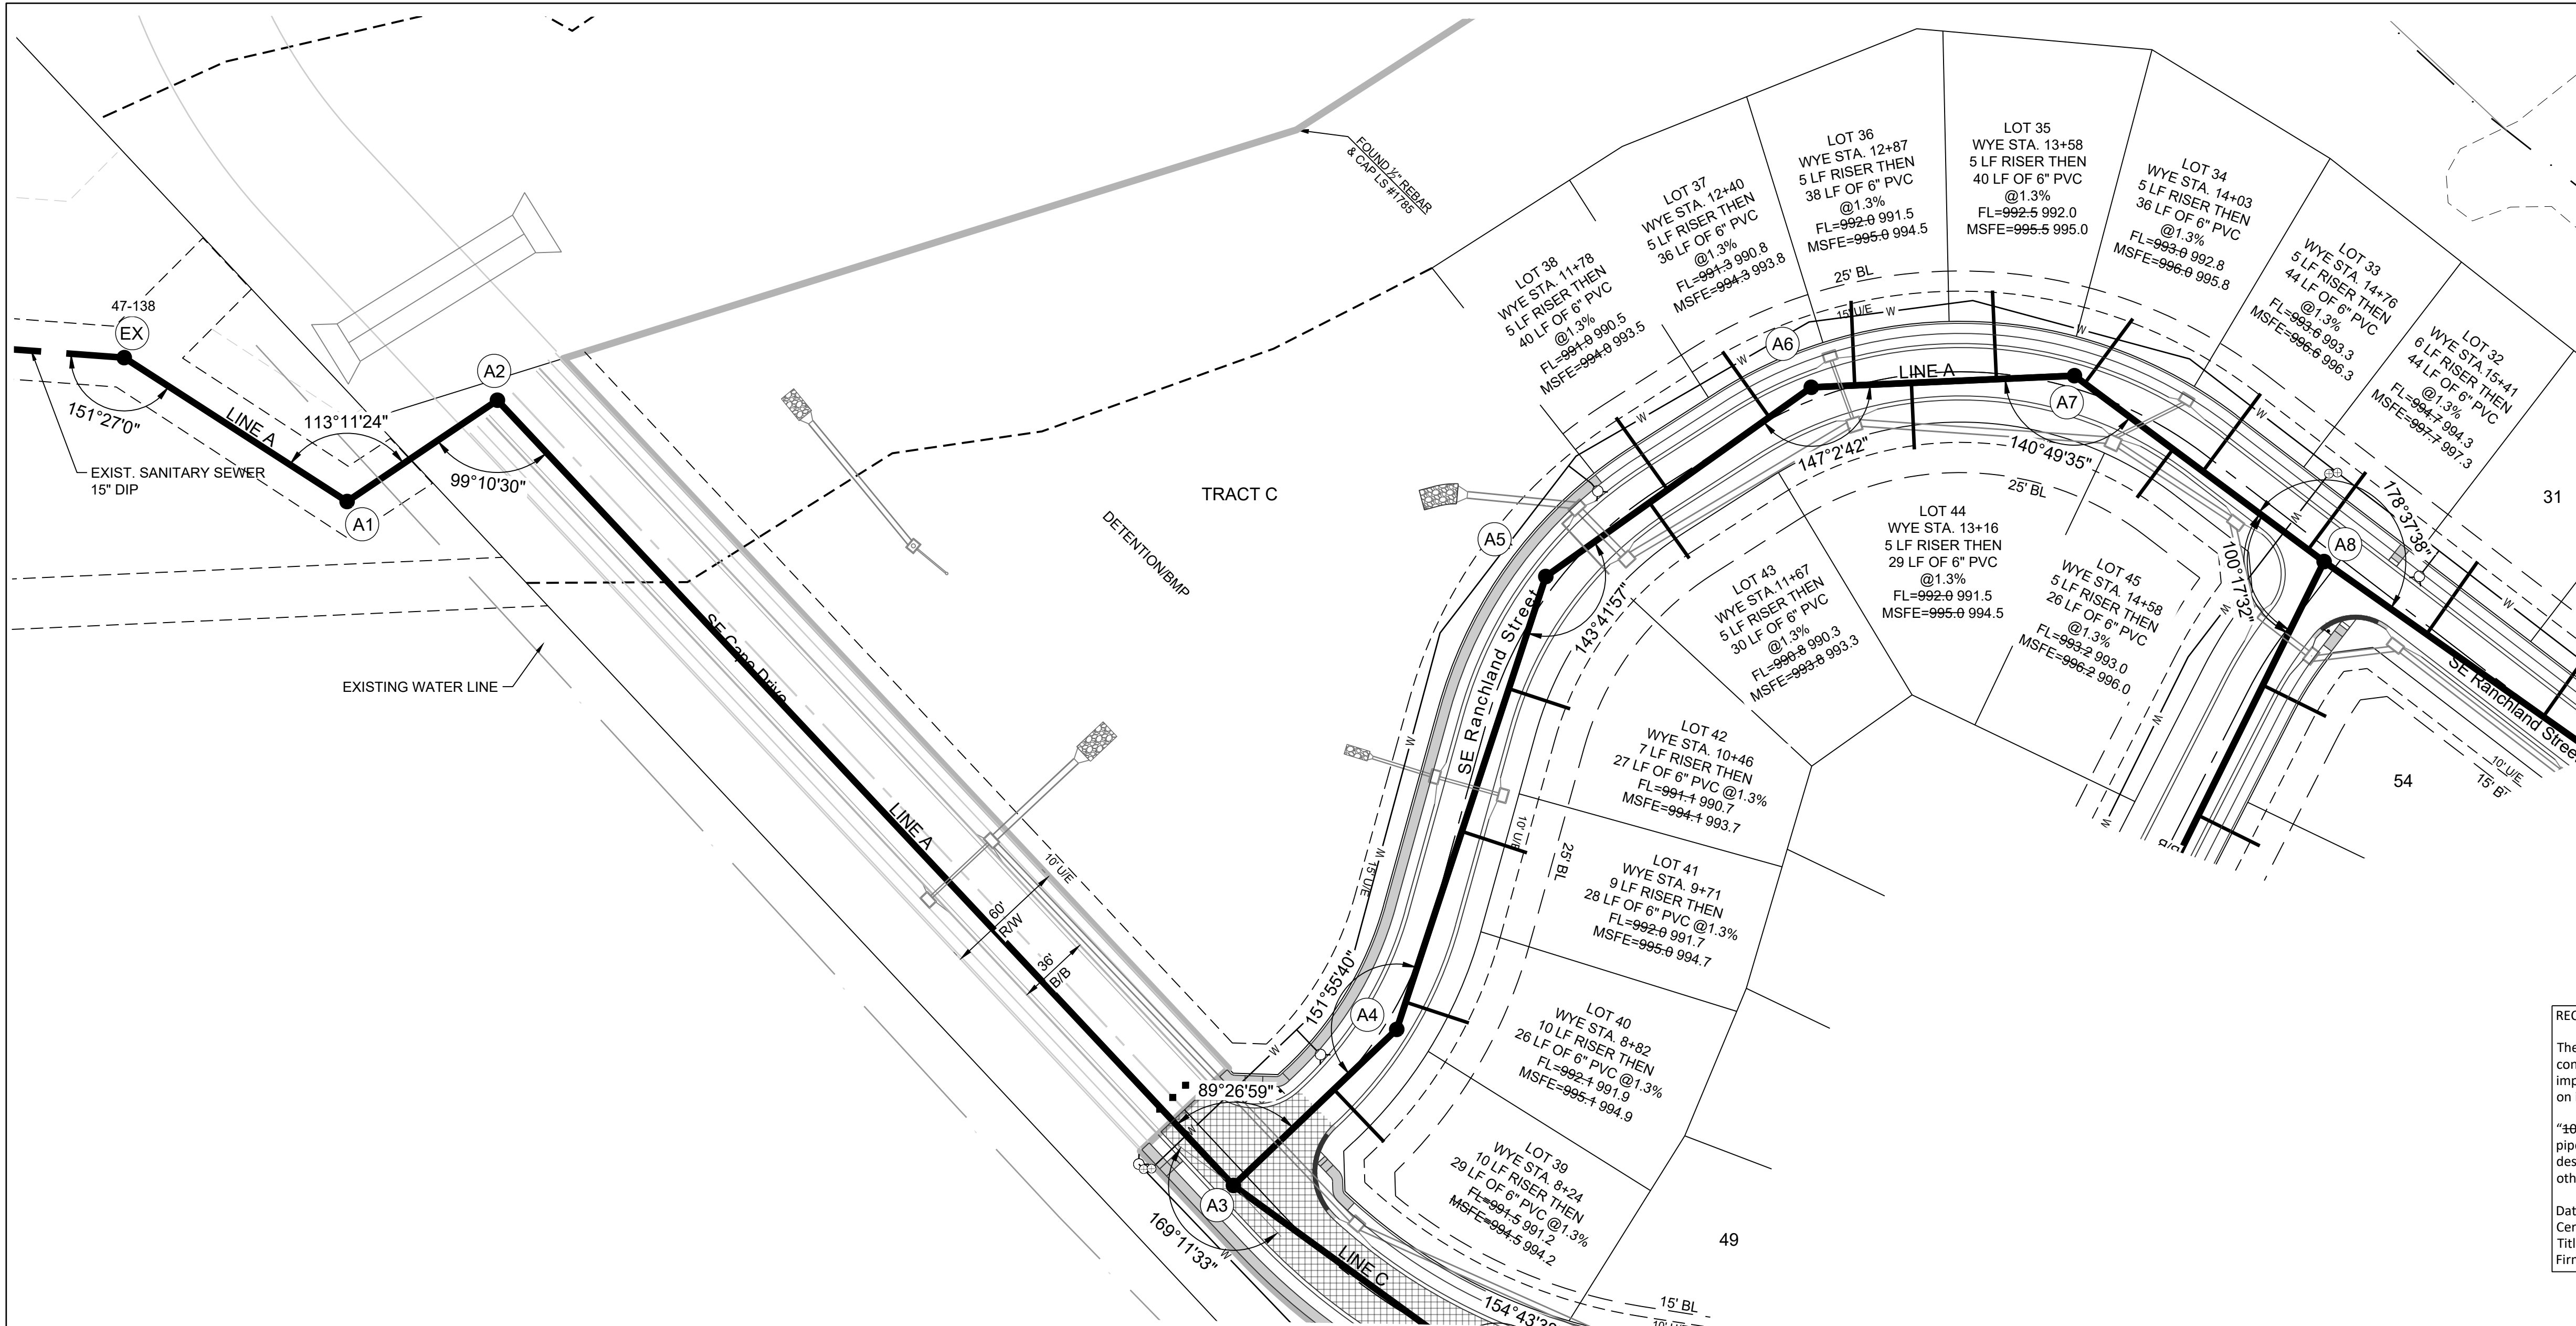 FOUND ½" REBAR
& CAP LS #1785
47-138
EX
151°27'0"
LINE A
113°11'24"
A2
99°10'30"
A1
EXIST. SANITARY SEWER
15" DIP
EXISTING WATER LINE
SE Cape Drive
LINE A
60'
R/W
36'
B/B
10' U/E
TRACT C
DETENTION/BMP
LOT 38
WYE STA. 11+78
5 LF RISER THEN
40 LF OF 6" PVC
@1.3%
FL=991.0 990.5
MSFE=994.0 993.5
LOT 37
WYE STA. 12+40
5 LF RISER THEN
36 LF OF 6" PVC
@1.3%
FL=991.3 990.8
MSFE=994.3 993.8
LOT 36
WYE STA. 12+87
5 LF RISER THEN
38 LF OF 6" PVC
@1.3%
FL=992.0 991.5
MSFE=995.0 994.5
LOT 35
WYE STA. 13+58
5 LF RISER THEN
40 LF OF 6" PVC
@1.3%
FL=992.5 992.0
MSFE=995.5 995.0
LOT 34
WYE STA. 14+03
5 LF RISER THEN
36 LF OF 6" PVC
@1.3%
FL=993.0 992.8
MSFE=996.0 995.8
LOT 33
WYE STA. 14+76
5 LF RISER THEN
44 LF OF 6" PVC
@1.3%
FL=993.6 993.3
MSFE=996.6 996.3
LOT 32
WYE STA.15+41
6 LF RISER THEN
44 LF OF 6" PVC
@1.3%
FL=994.7 994.3
MSFE=997.7 997.3
31
25' BL
15' U/E
W
W
W
W
W
W
W
W
A6
LINE A
A7
147°2'42"
140°49'35"
25' BL
178°37'38"
A8
100°17'32"
A5
143°41'57"
SE Ranchland Street
LOT 43
WYE STA.11+67
5 LF RISER THEN
30 LF OF 6" PVC
@1.3%
FL=990.8 990.3
MSFE=993.8 993.3
LOT 44
WYE STA. 13+16
5 LF RISER THEN
29 LF OF 6" PVC
@1.3%
FL=992.0 991.5
MSFE=995.0 994.5
LOT 45
WYE STA. 14+58
5 LF RISER THEN
26 LF OF 6" PVC
@1.3%
FL=993.2 993.0
MSFE=996.2 996.0
W
W
W
B/B
SE Ranchland Stree
10' U/E
15' B
54
LOT 42
WYE STA. 10+46
7 LF RISER THEN
27 LF OF 6" PVC @1.3%
FL=991.1 990.7
MSFE=994.1 993.7
LOT 41
WYE STA. 9+71
9 LF RISER THEN
28 LF OF 6" PVC @1.3%
FL=992.0 991.7
MSFE=995.0 994.7
LOT 40
WYE STA. 8+82
10 LF RISER THEN
26 LF OF 6" PVC @1.3%
FL=992.1 991.9
MSFE=995.1 994.9
LOT 39
WYE STA. 8+24
10 LF RISER THEN
29 LF OF 6" PVC @1.3%
FL=991.5 991.2
MSFE=994.5 994.2
10' U/E
25' BL
W
W
15' U/E
151°55'40"
A4
W
89°26'59"
W
A3
169°11'33"
W
LINE C
154°43'3
15' BL
10' U/E
49
REC
The
con
imp
on
"10
pip
des
oth
Dat
Cer
Titl
Firr